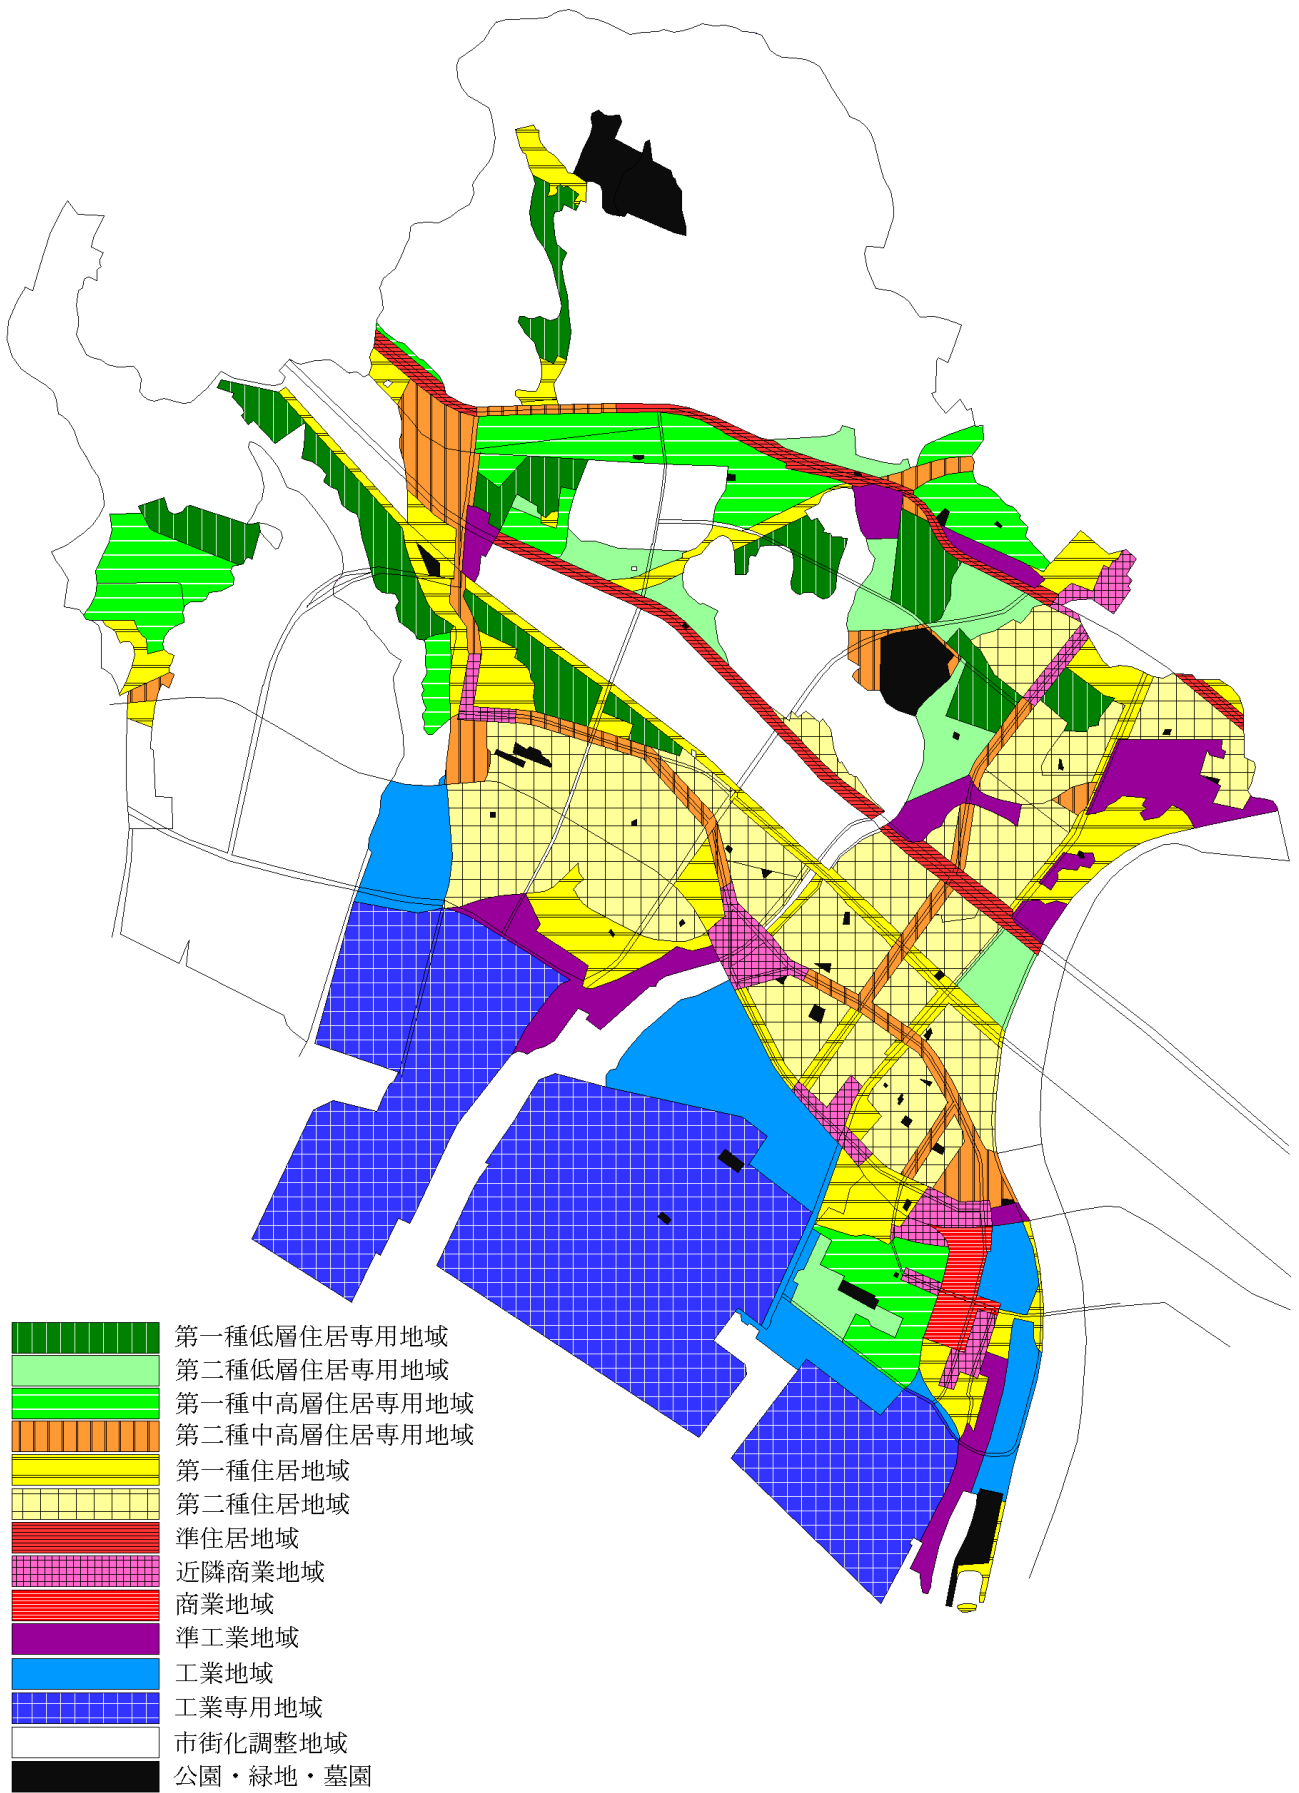 第一種低層住居専用地域
第二種低層住居専用地域
第一種中高層住居専用地域
第二種中高層住居専用地域
第一種住居地域
第二種住居地域
準住居地域
近隣商業地域
商業地域
準工業地域
工業地域
工業専用地域
市街化調整地域
公園・緑地・墓園